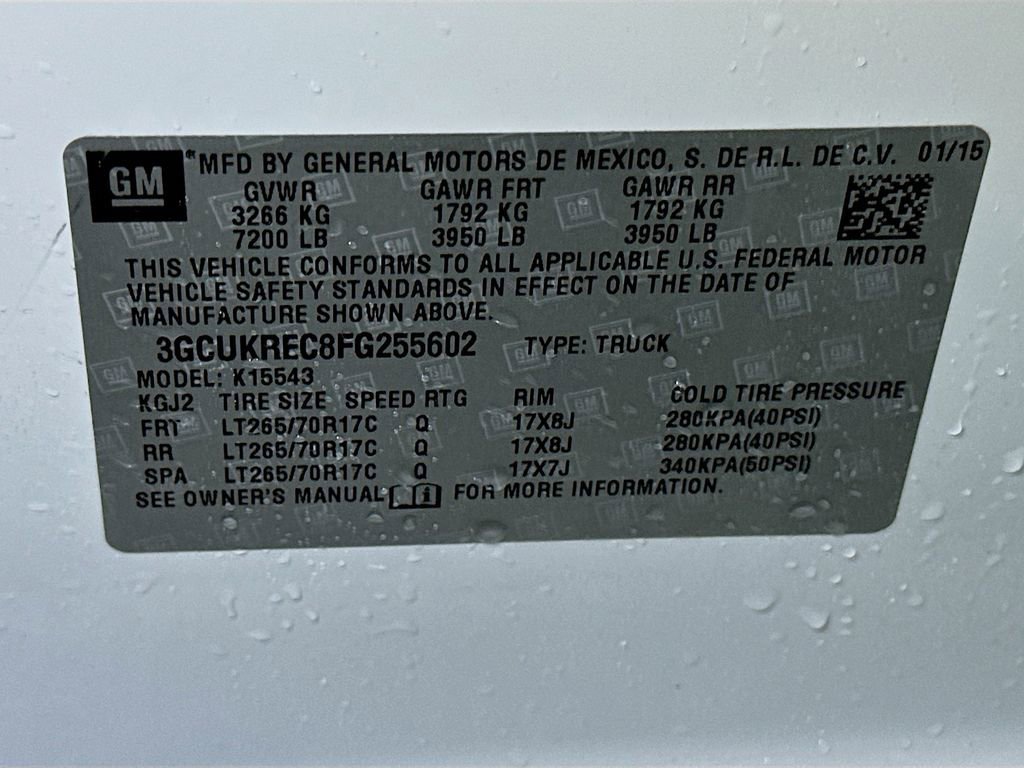 GM MFD BY GENERAL MOTORS DE MEXICO, S. DE R.L. DE C.V. 01/15
GVWR GAWR FRT GAWR RR
3266 KG 1792 KG 1792 KG
7200 LB 3950 LB 3950 LB
THIS VEHICLE CONFORMS TO ALL APPLICABLE U.S. FEDERAL MOTOR
VEHICLE SAFETY STANDARDS IN EFFECT ON THE DATE OF
MANUFACTURE SHOWN ABOVE.
3GCUKREC8FG255602 TYPE: TRUCK
MODEL: K15543
KGJ2 TIRE SIZE SPEED RTG RIM COLD TIRE PRESSURE
FRT LT265/70R17C Q 17X8J 280KPA(40PSI)
RR LT265/70R17C Q 17X8J 280KPA(40PSI)
SPA LT265/70R17C Q 17X7J 340KPA(50PSI)
SEE OWNER'S MANUAL FOR MORE INFORMATION.